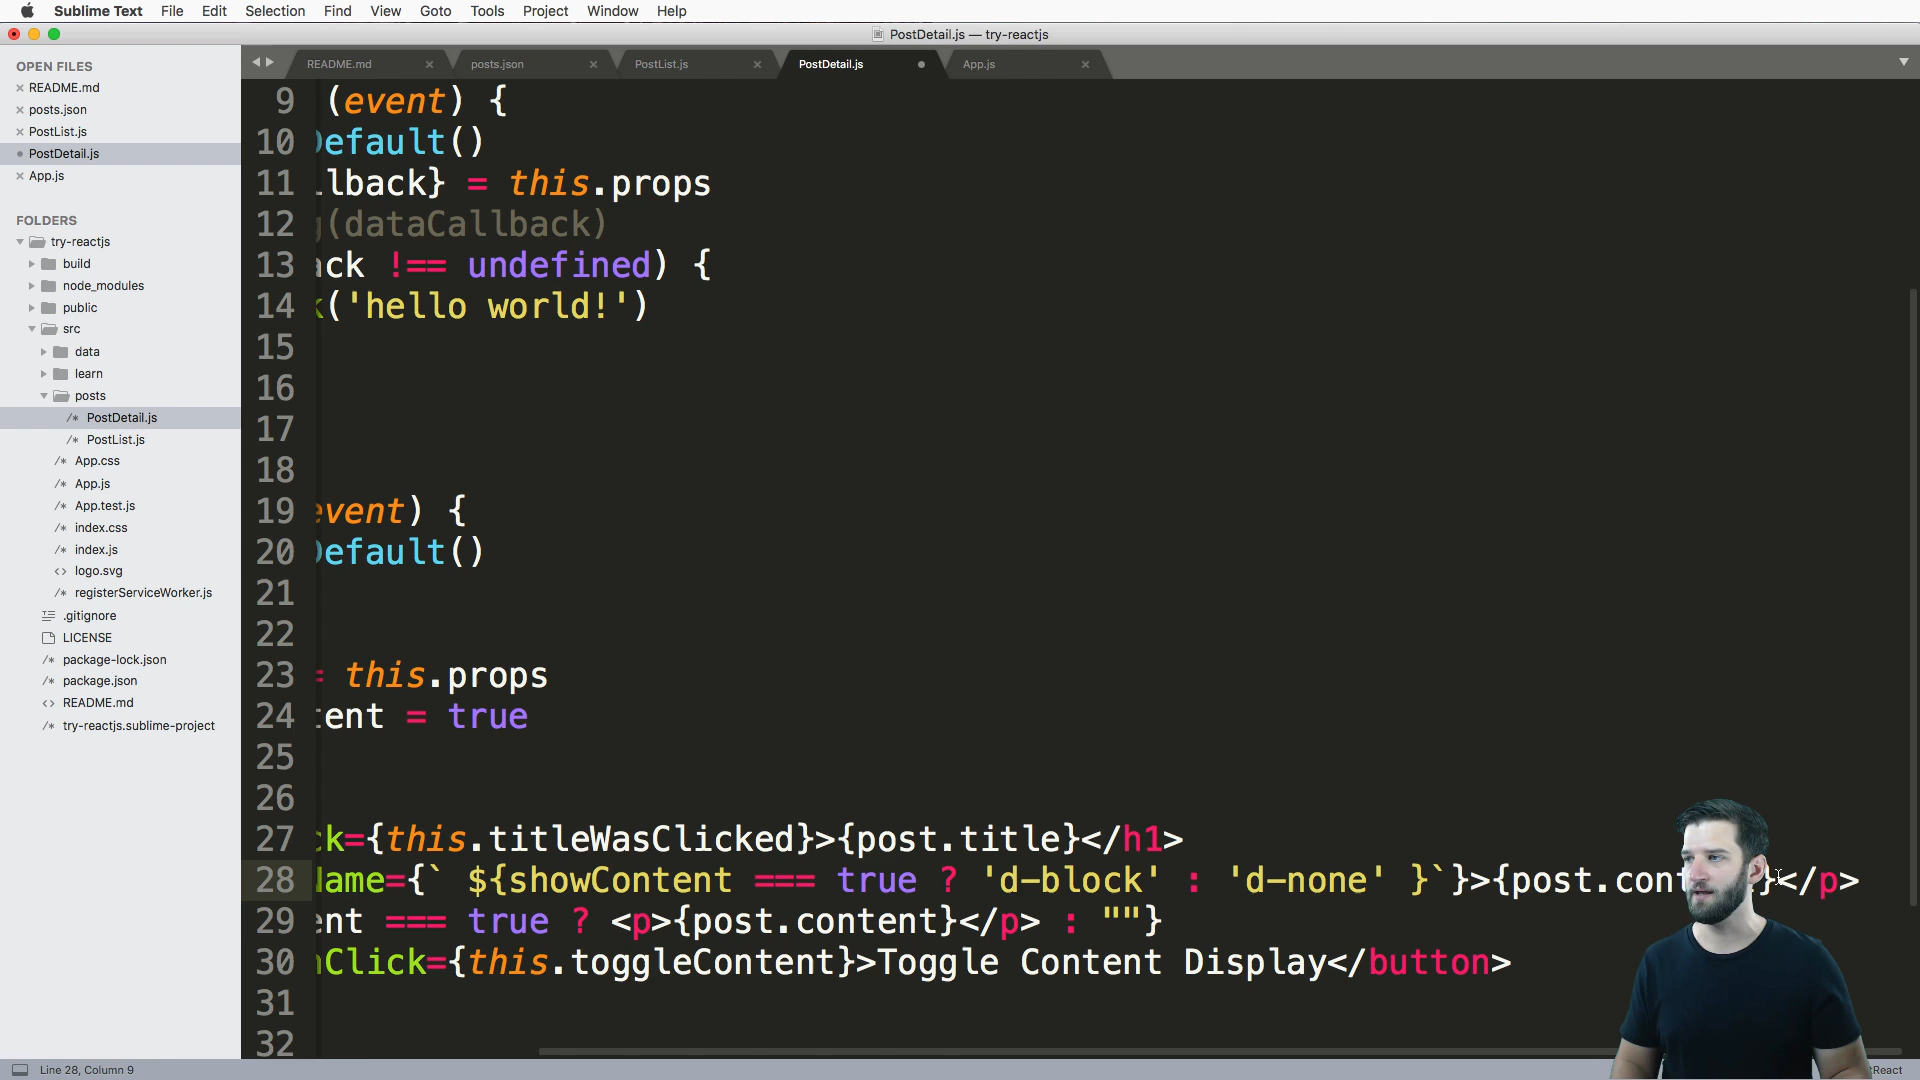 Sublime Text File Edit Selection Find View Goto Tools Project Window Help
PostDetail.js — try-reactjs
OPEN FILES
README.md
posts.json
PostList.js
PostDetail.js
App.js
FOLDERS
try-reactjs
build
node_modules
public
src
data
learn
posts
PostDetail.js
PostList.js
App.css
App.js
App.test.js
index.css
index.js
logo.svg
registerServiceWorker.js
.gitignore
LICENSE
package-lock.json
package.json
README.md
try-reactjs.sublime-project
README.md posts.json PostList.js PostDetail.js App.js
9 (event) {
10 Default()
11 lback} = this.props
12 (dataCallback)
13 ck !== undefined) {
14 ('hello world!')
15
16
17
18
19 event) {
20 Default()
21
22
23 = this.props
24 ent = true
25
26
27 ck={this.titleWasClicked}>{post.title}</h1>
28 Name={` ${showContent === true ? 'd-block' : 'd-none' }`}>{post.con }</p>
29 ent === true ? <p>{post.content}</p> : ""}
30 Click={this.toggleContent}>Toggle Content Display</button>
31
32
Line 28, Column 9
React